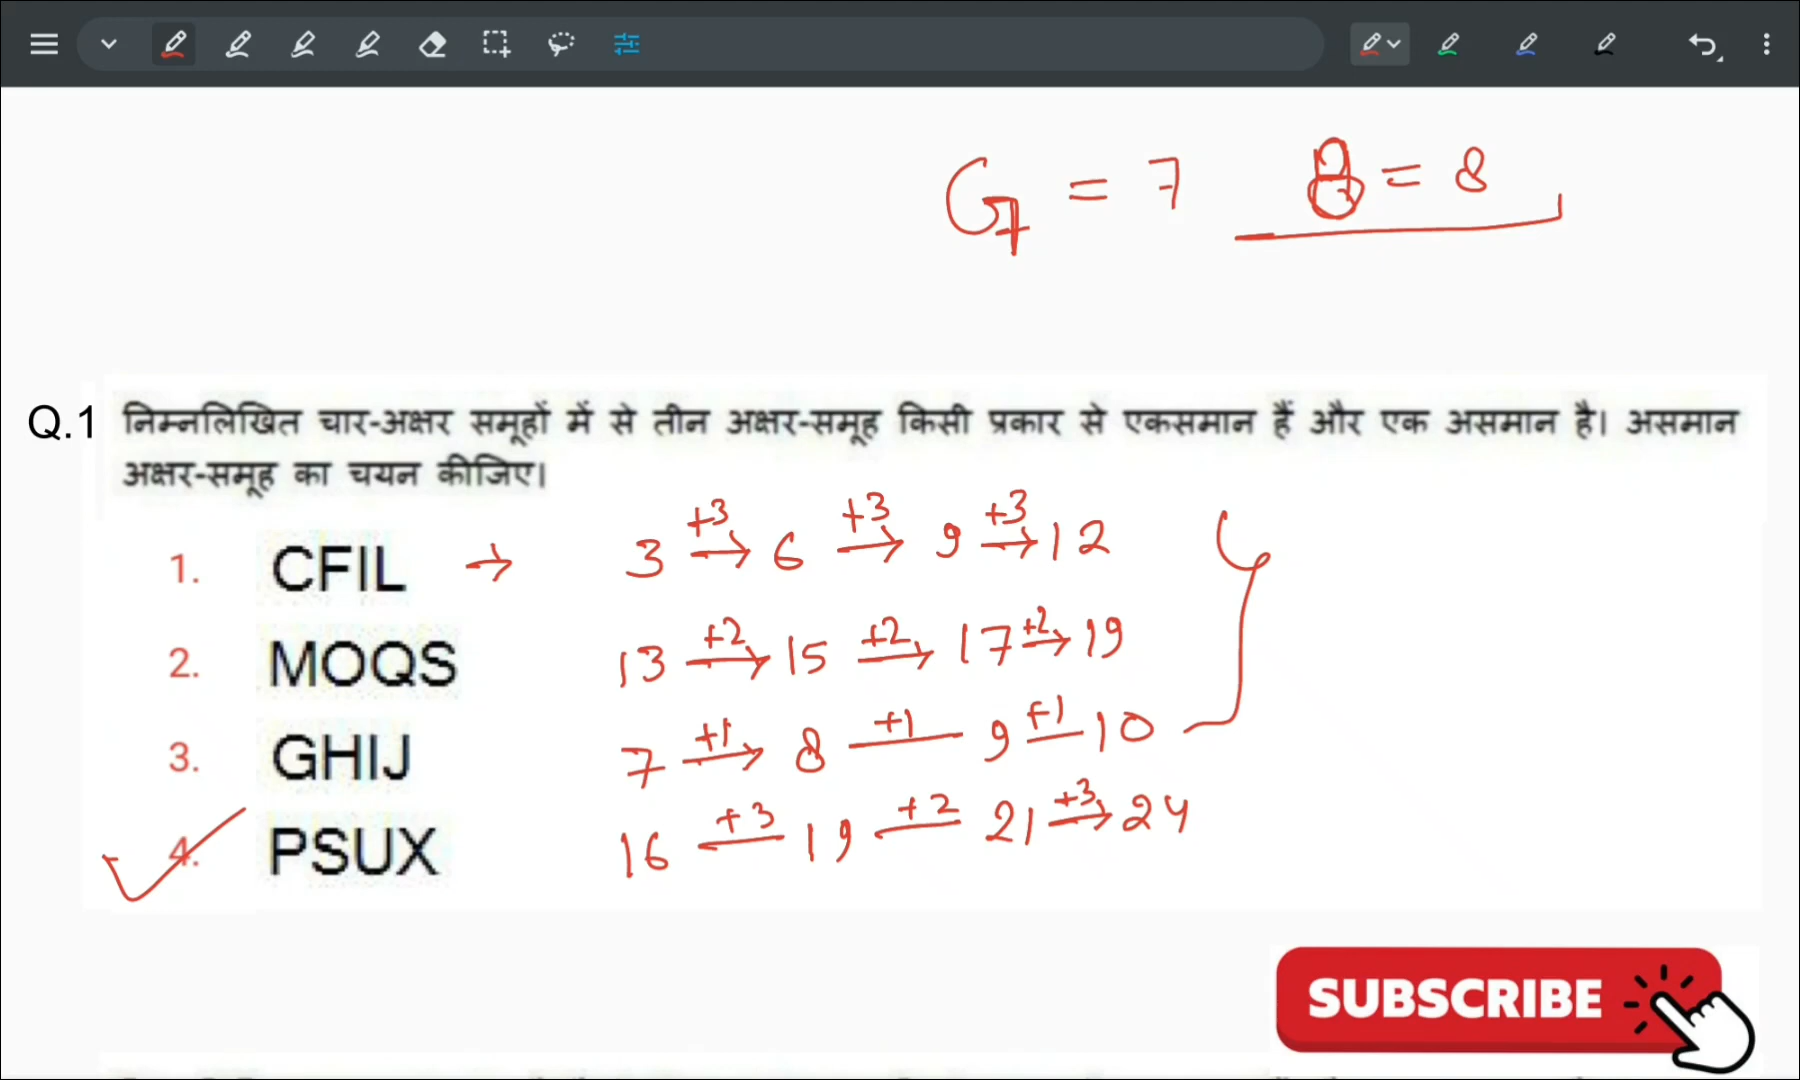 G = 7 8 = 8
Q.1 निम्नलिखित चार-अक्षर समूहों में से तीन अक्षर-समूह किसी प्रकार से एकसमान हैं और एक असमान है। असमान
अक्षर-समूह का चयन कीजिए।
1. CFIL → 3 +3→ 6 +3→ 9 +3→ 12
2. MOQS 13 +2→ 15 +2→ 17 +2→ 19
3. GHIJ 7 +1→ 8 +1 9 +1 10
4. PSUX 16 +3 19 +2 21 +3→ 24
SUBSCRIBE